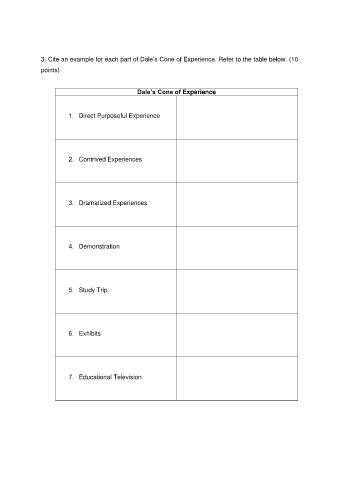 3. Cite an example for each part of Dale's Cone of Experience. Refer to the table below. (10
points)
Dale's Cone of Experience
1. Direct Purposeful Experience
2. Contrived Experiences
3. Dramatized Experiences
4. Demonstration
5. Study Trip
6. Exhibits
7. Educational Television